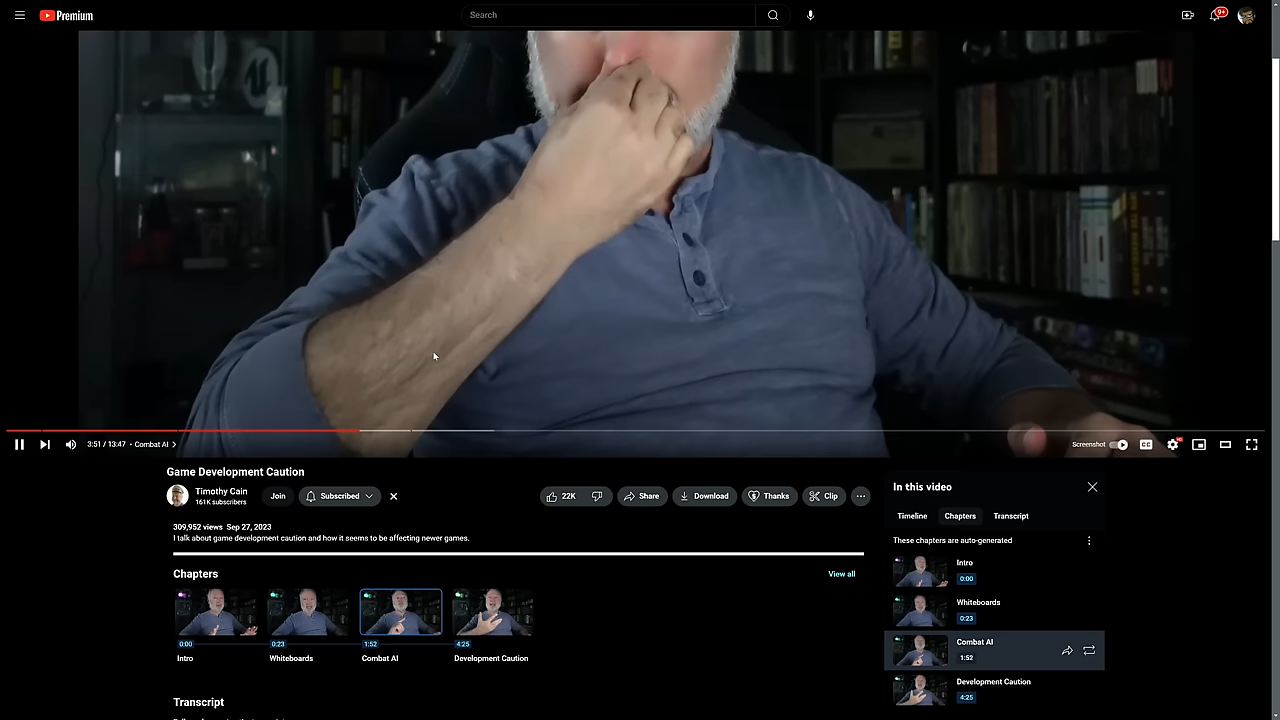 Premium
Search
9+
3:51 / 13:47 • Combat AI
Screenshot
CC
Game Development Caution
Timothy Cain
161K subscribers
Join
Subscribed
22K
Share
Download
Thanks
Clip
309,952 views Sep 27, 2023
I talk about game development caution and how it seems to be affecting newer games.
Chapters
View all
0:00
0:23
1:52
4:25
Intro
Whiteboards
Combat AI
Development Caution
Transcript
In this video
Timeline
Chapters
Transcript
These chapters are auto-generated
Intro
0:00
Whiteboards
0:23
Combat AI
1:52
Development Caution
4:25